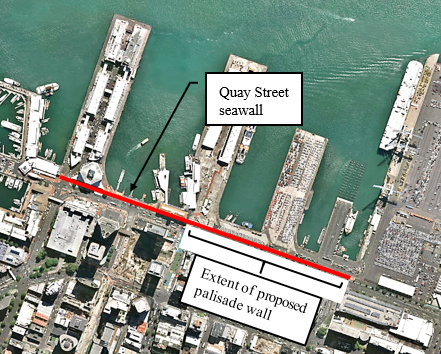 Quay Street
seawall
Extent of proposed
palisade wall